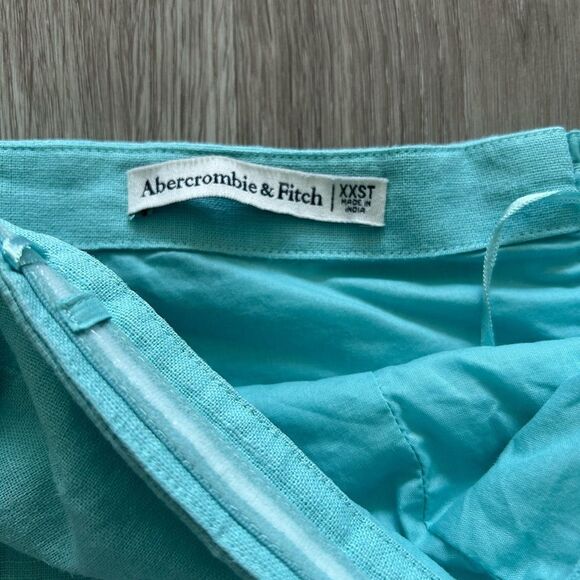 Abercrombie & Fitch
XXST
MADE IN
INDIA